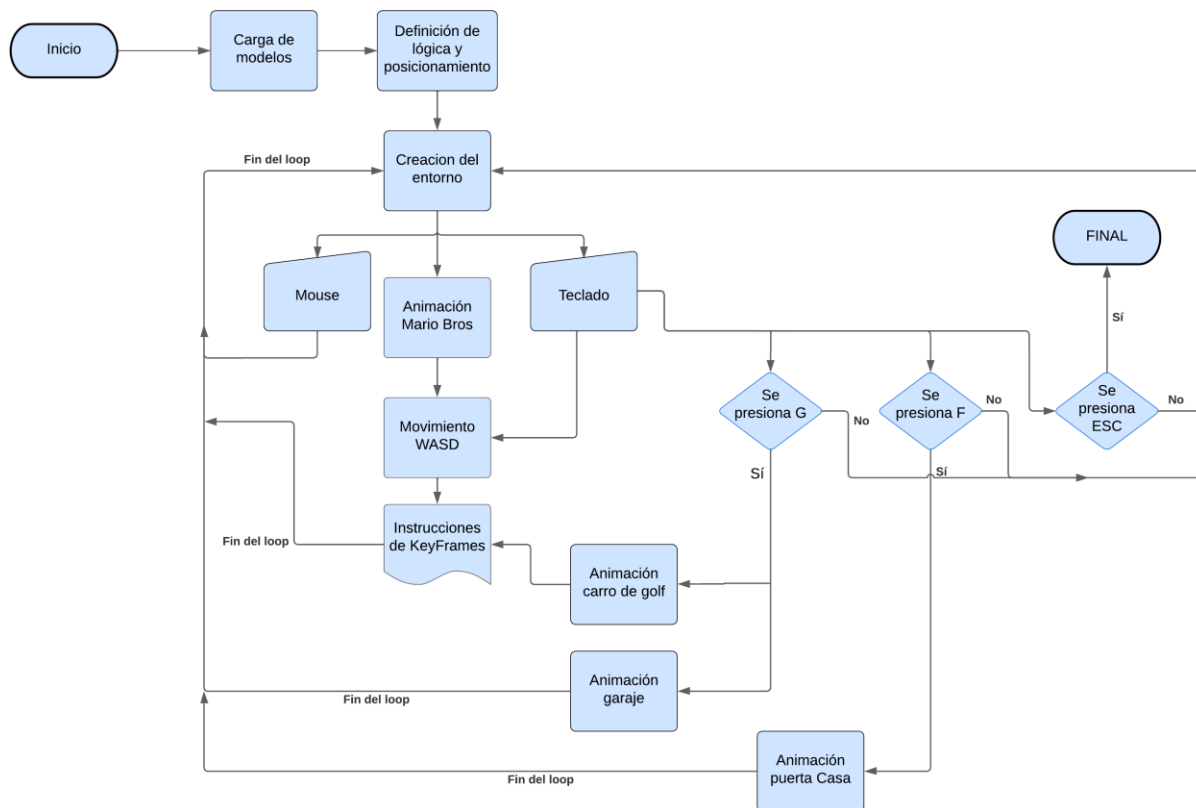 Inicio
Carga de
modelos
Definición de
lógica y
posicionamiento
Fin del loop
Creacion del
entorno
FINAL
Mouse
Animación
Mario Bros
Teclado
Sí
Se
presiona G
No
Se
presiona F
No
Se
presiona
ESC
No
Movimiento
WASD
Sí
Sí
Instrucciones
de KeyFrames
Fin del loop
Animación
carro de golf
Animación
garaje
Fin del loop
Animación
puerta Casa
Fin del loop